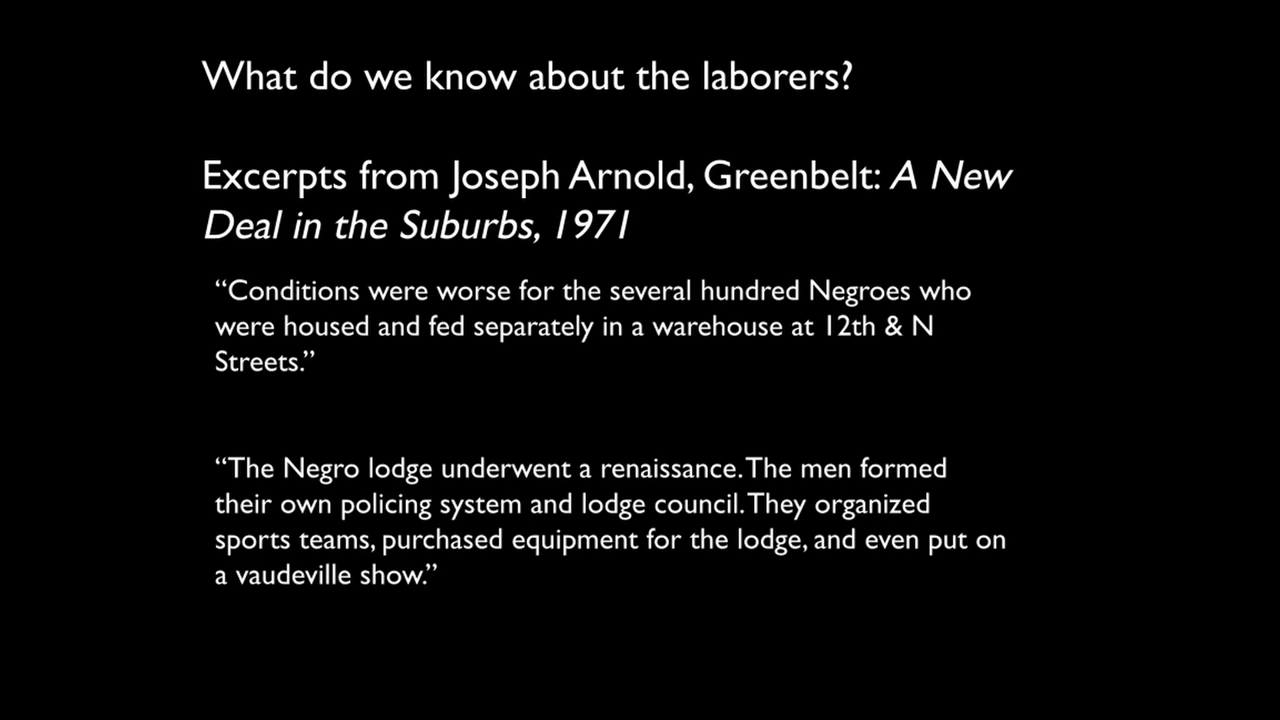 What do we know about the laborers?
Excerpts from Joseph Arnold, Greenbelt: A New
Deal in the Suburbs, 1971
“Conditions were worse for the several hundred Negroes who
were housed and fed separately in a warehouse at 12th & N
Streets.”
“The Negro lodge underwent a renaissance. The men formed
their own policing system and lodge council. They organized
sports teams, purchased equipment for the lodge, and even put on
a vaudeville show.”